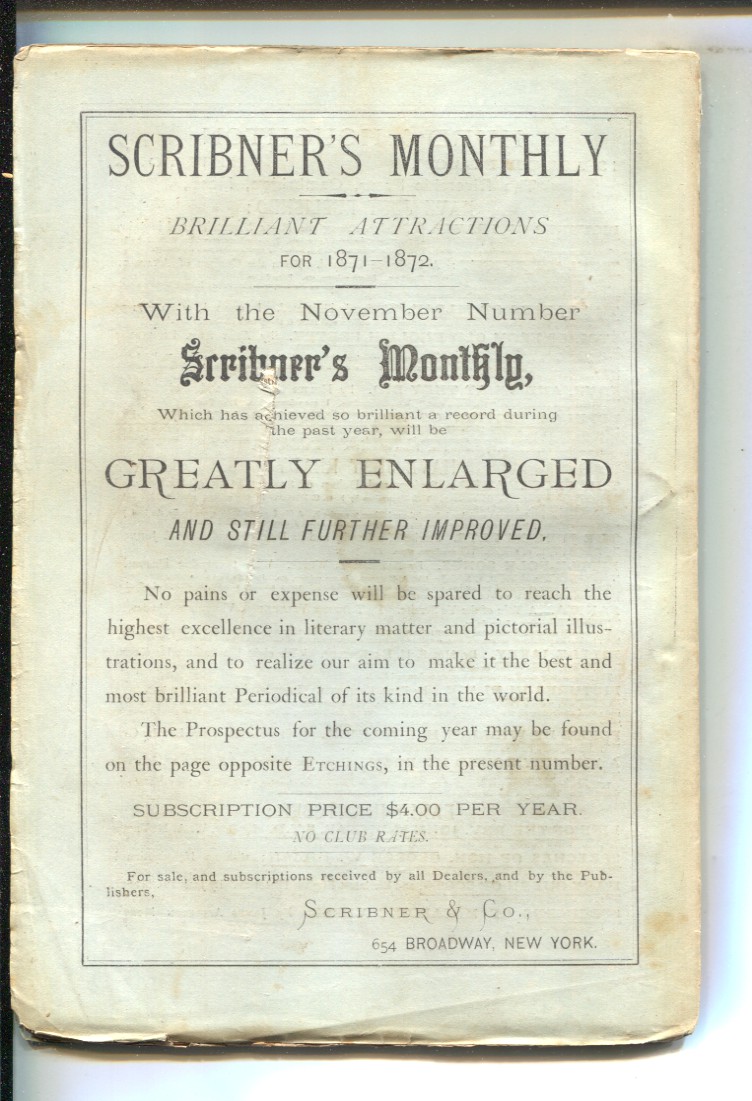 SCRIBNER'S MONTHLY
BRILLIANT ATTRACTIONS
FOR 1871-1872.
With the November Number
Scribner's Monthly,
Which has achieved so brilliant a record during
the past year, will be
GREATLY ENLARGED
AND STILL FURTHER IMPROVED.
No pains or expense will be spared to reach the
highest excellence in literary matter and pictorial illus-
trations, and to realize our aim to make it the best and
most brilliant Periodical of its kind in the world.
The Prospectus for the coming year may be found
on the page opposite ETCHINGS, in the present number.
SUBSCRIPTION PRICE $4.00 PER YEAR.
NO CLUB RATES.
For sale, and subscriptions received by all Dealers, and by the Pub-
lishers,
SCRIBNER & CO.,
654 BROADWAY, NEW YORK.